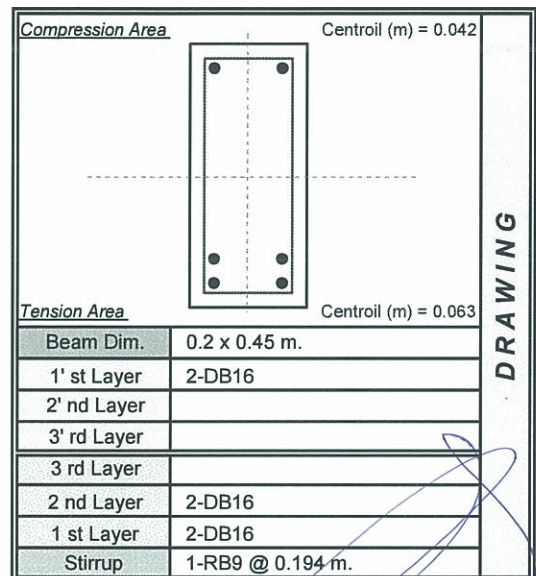 Compression Area Centroil (m) = 0.042
Tension Area Centroil (m) = 0.063
DRAWING
Beam Dim. 0.2 x 0.45 m.
1' st Layer 2-DB16
2' nd Layer
3' rd Layer
3 rd Layer
2 nd Layer 2-DB16
1 st Layer 2-DB16
Stirrup 1-RB9 @ 0.194 m.